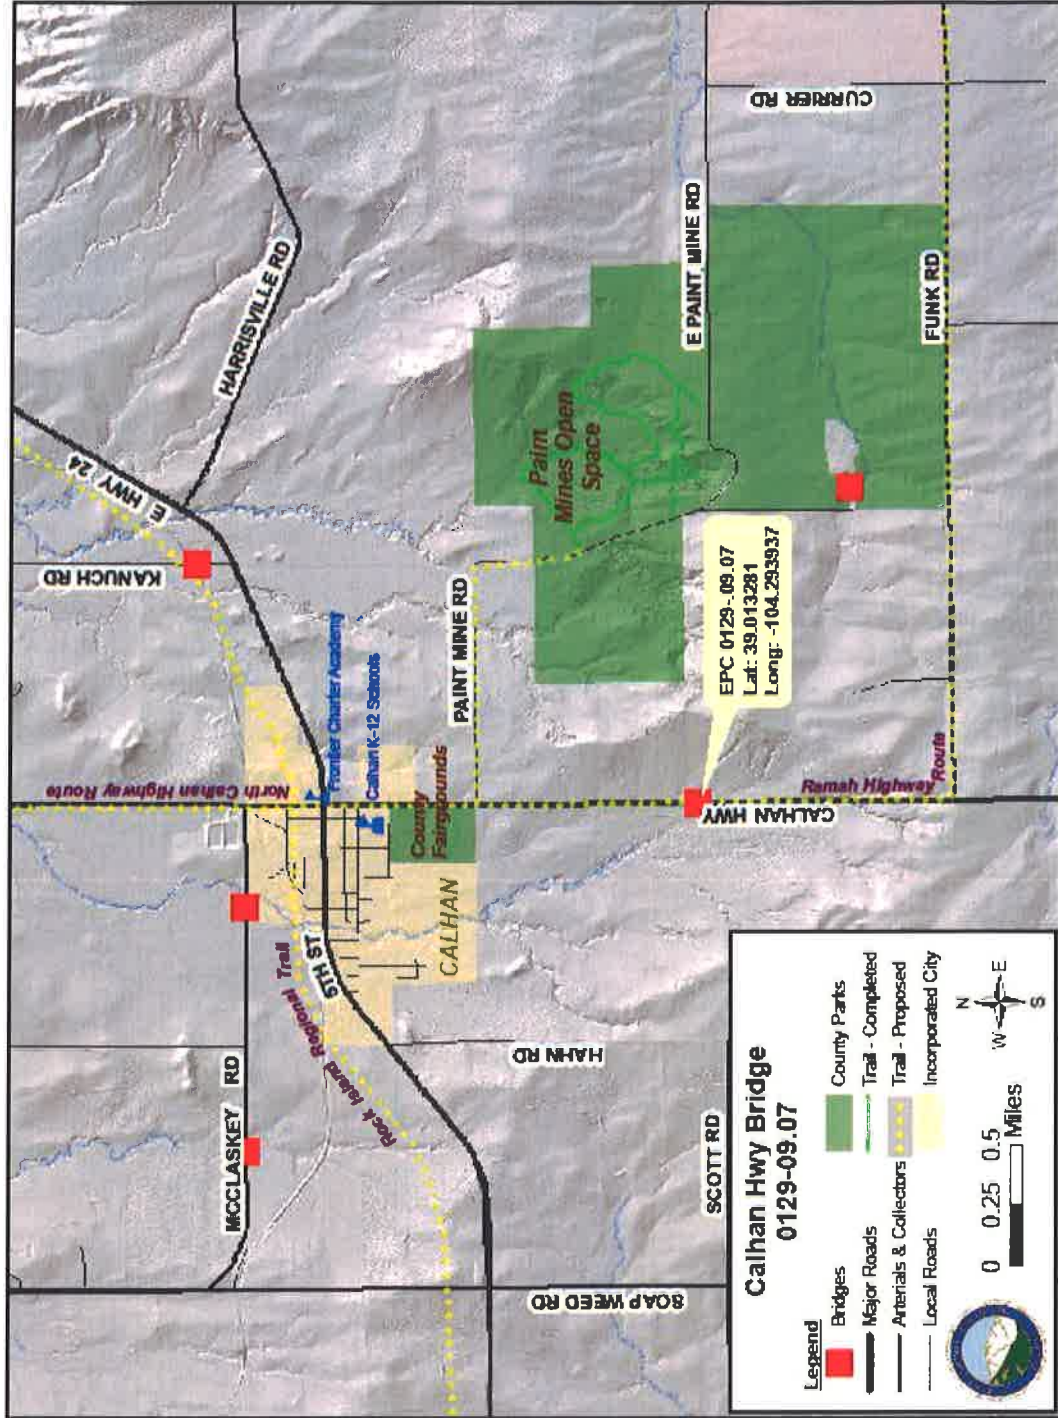 HARRISVILLE RD
E HWY 24
KANUCH RD
CURRIER RD
E PAINT MINE RD
FUNK RD
Paint
Mines Open
Space
PAINT MINE RD
Frontier Charter Academy
Calhan K-12 Schools
North Calhan Highway Route
County
Fairgrounds
CALHAN
5TH ST
Rock Island Regional Trail
MCCLASKEY RD
HAHN RD
SOAP WEED RD
SCOTT RD
CALHAN HWY
Ramah Highway
Route
EPC 0129-.09.07
Lat: 39.013281
Long: -104.293937
Calhan Hwy Bridge
0129-09.07
Legend
Bridges
Major Roads
Arterials & Collectors
Local Roads
County Parks
Trail - Completed
Trail - Proposed
Incorporated City
N
W
E
S
0 0.25 0.5
Miles